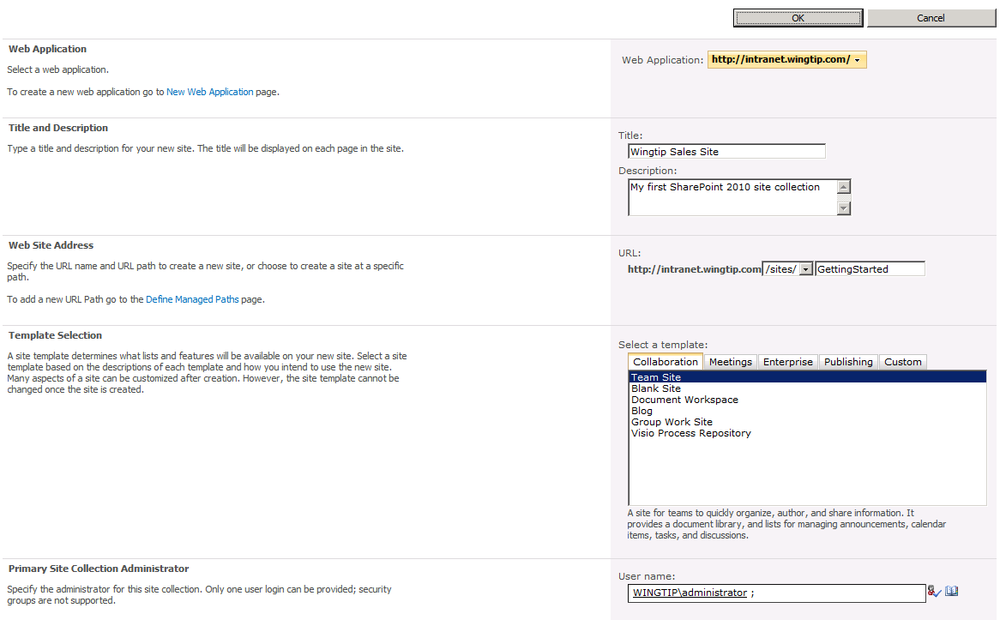 OK Cancel
Web Application
Select a web application.
To create a new web application go to New Web Application page.
Web Application: http://intranet.wingtip.com/
Title and Description
Type a title and description for your new site. The title will be displayed on each page in the site.
Title:
Wingtip Sales Site
Description:
My first SharePoint 2010 site collection
Web Site Address
Specify the URL name and URL path to create a new site, or choose to create a site at a specific
path.
To add a new URL Path go to the Define Managed Paths page.
URL:
http://intranet.wingtip.com /sites/ GettingStarted
Template Selection
A site template determines what lists and features will be available on your new site. Select a site
template based on the descriptions of each template and how you intend to use the new site.
Many aspects of a site can be customized after creation. However, the site template cannot be
changed once the site is created.
Select a template:
Collaboration Meetings Enterprise Publishing Custom
Team Site
Blank Site
Document Workspace
Blog
Group Work Site
Visio Process Repository
A site for teams to quickly organize, author, and share information. It
provides a document library, and lists for managing announcements, calendar
items, tasks, and discussions.
Primary Site Collection Administrator
Specify the administrator for this site collection. Only one user login can be provided; security
groups are not supported.
User name:
WINGTIP\administrator ;